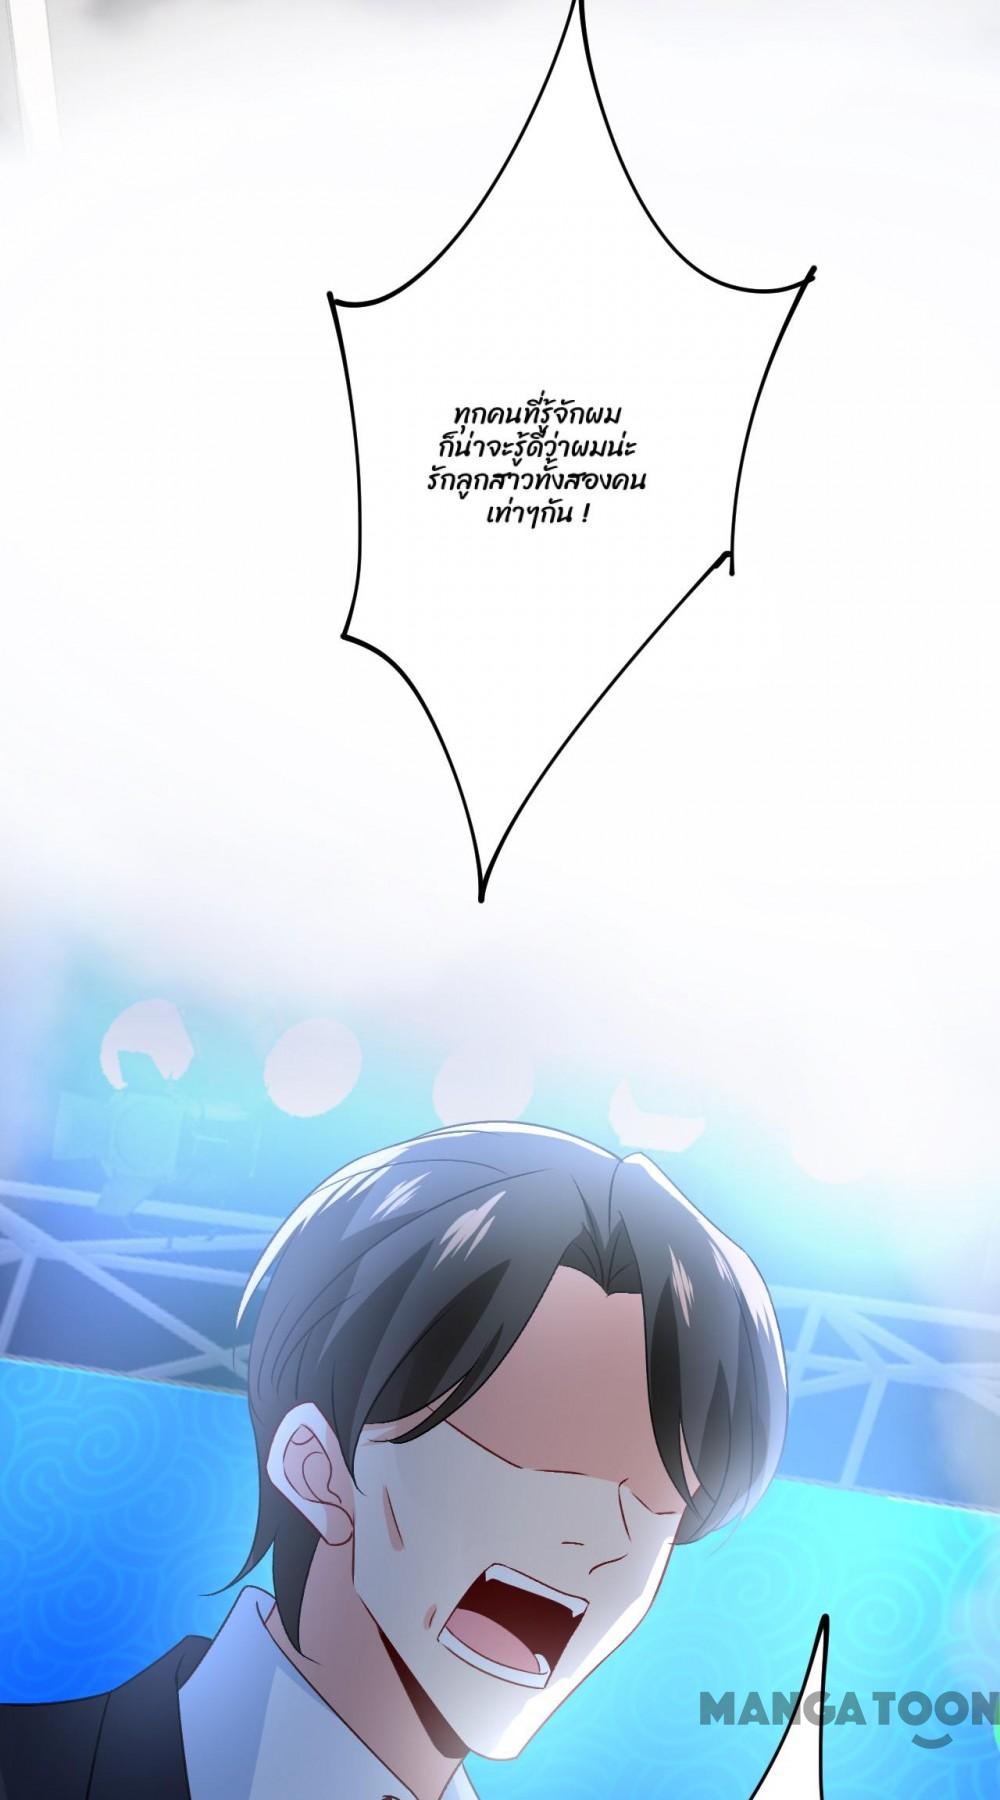 ทุกคนที่รู้จักผม
ก็น่าจะรู้ดีว่าผมน่ะ
รักลูกสาวทั้งสองคน
เท่าๆกัน !
MANGATOON